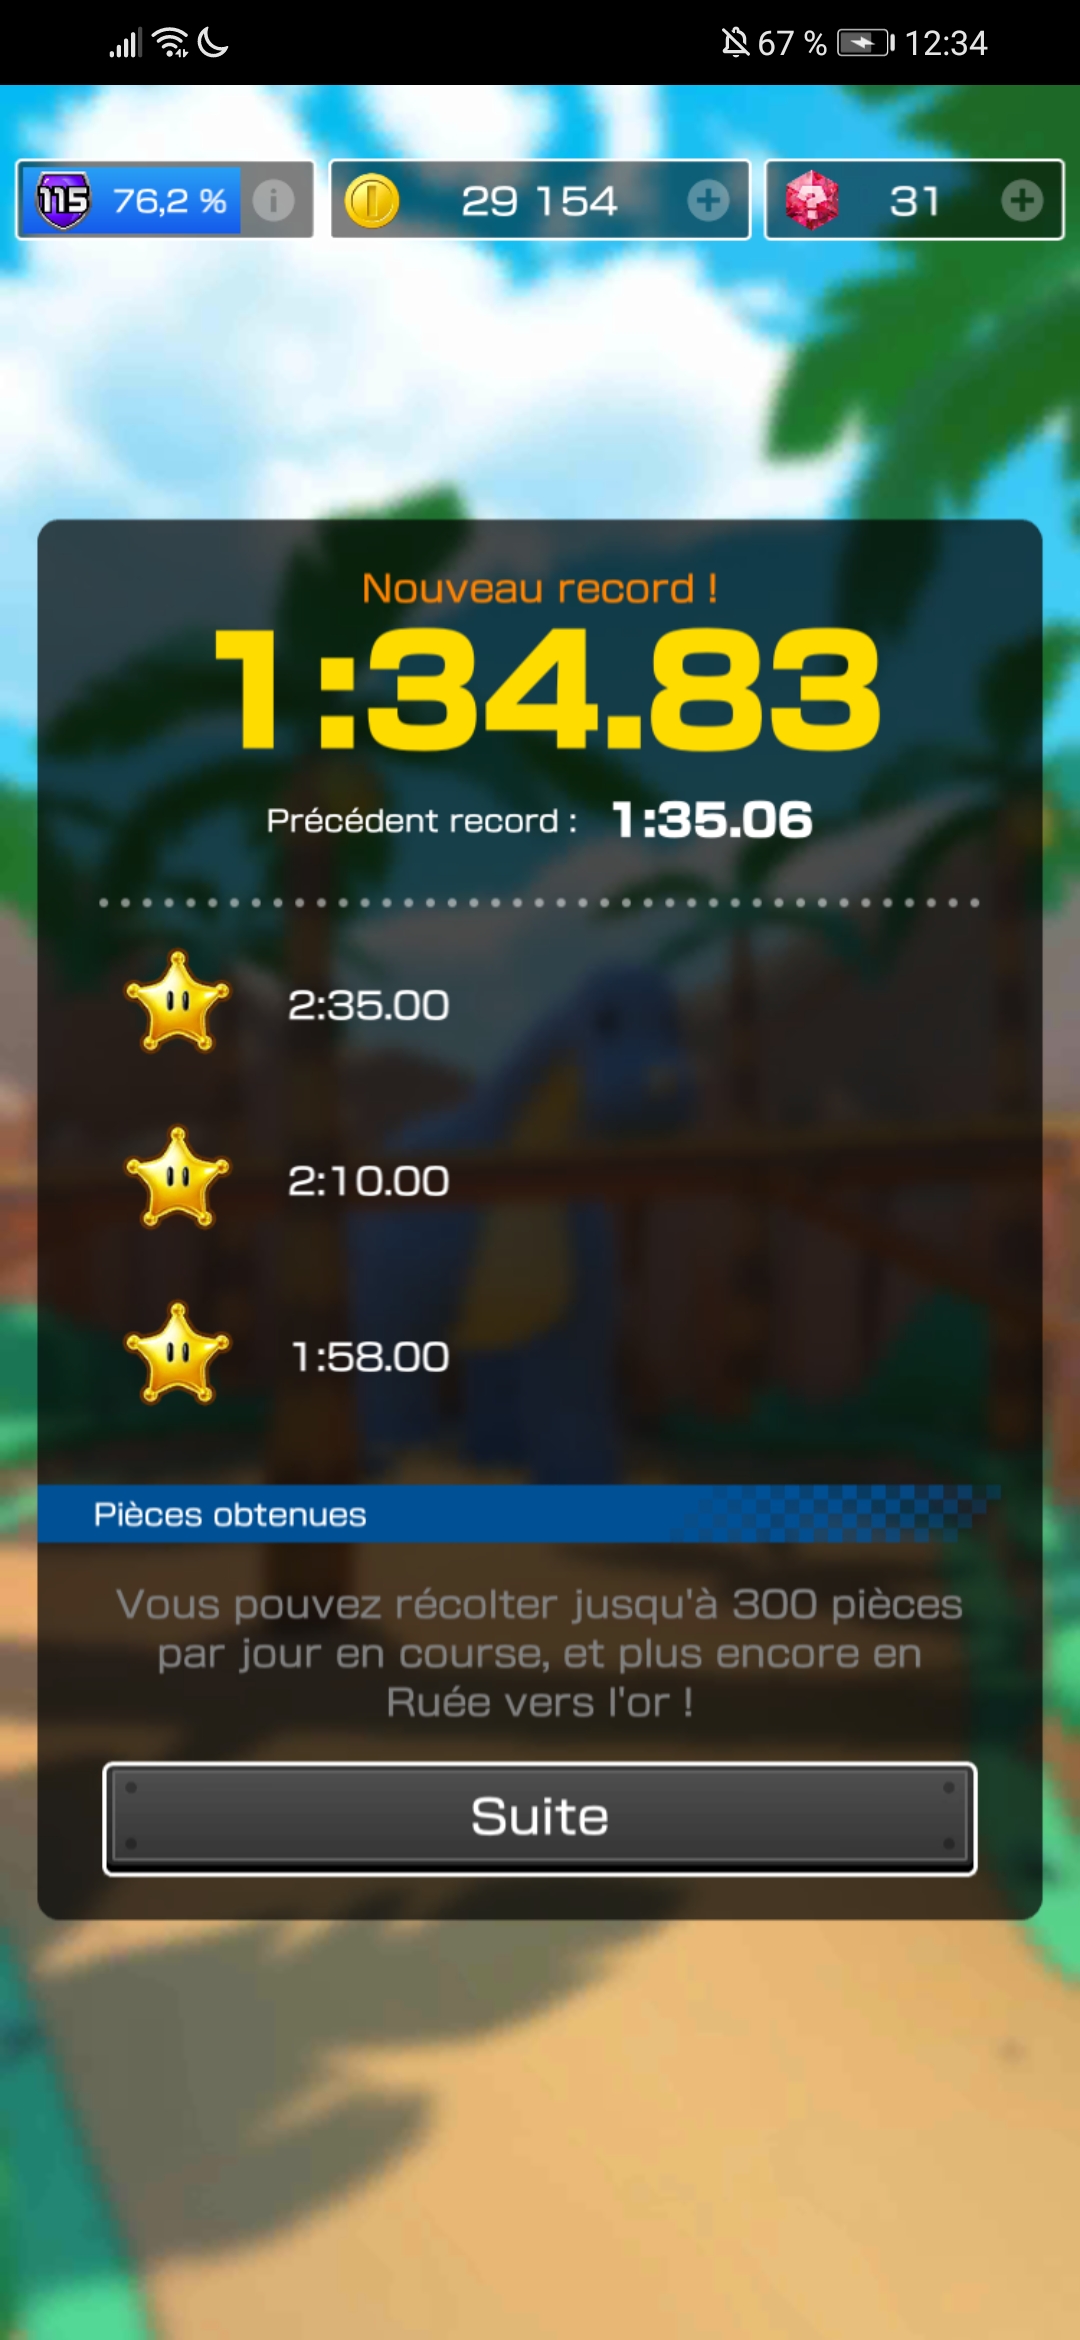 67 % 12:34
115 76,2 % 29 154 31
Nouveau record !
1:34.83
Précédent record : 1:35.06
2:35.00
2:10.00
1:58.00
Pièces obtenues
Vous pouvez récolter jusqu'à 300 pièces
par jour en course, et plus encore en
Ruée vers l'or !
Suite